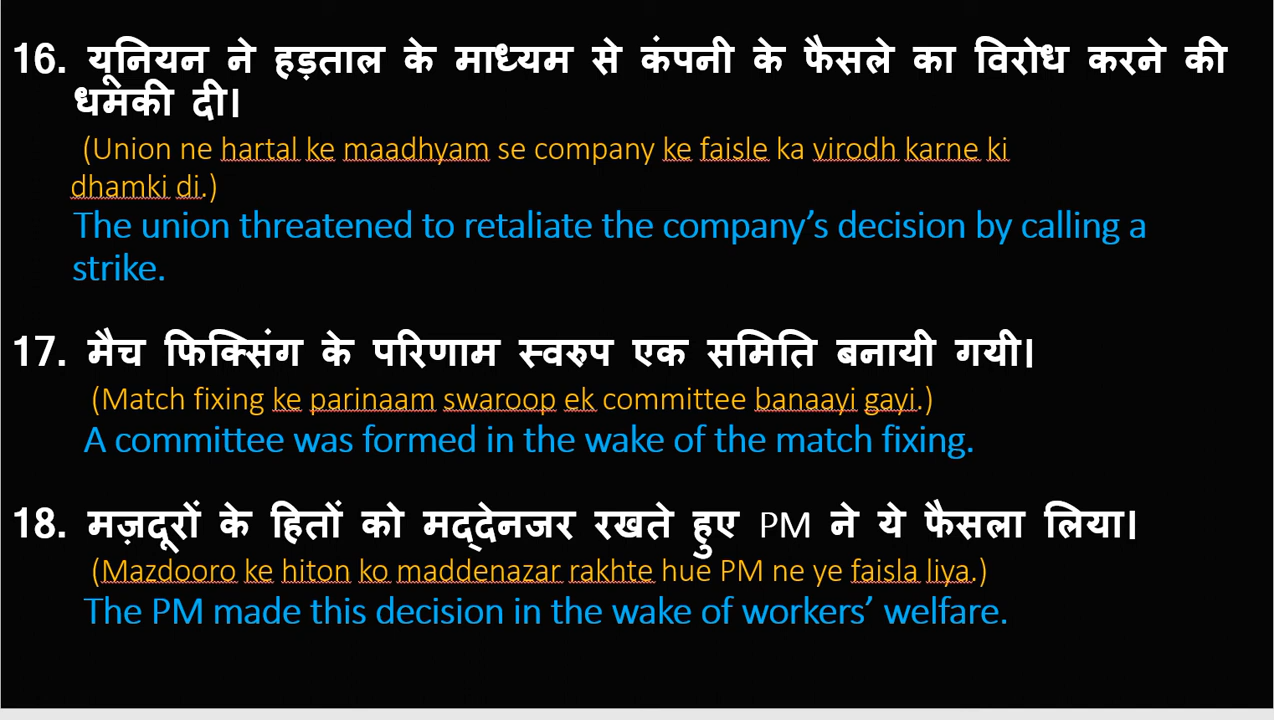 16. यूनियन ने हड़ताल के माध्यम से कंपनी के फैसले का विरोध करने की
धमकी दी।
(Union ne hartal ke maadhyam se company ke faisle ka virodh karne ki
dhamki di.)
The union threatened to retaliate the company’s decision by calling a
strike.
17. मैच फिक्सिंग के परिणाम स्वरुप एक समिति बनायी गयी।
(Match fixing ke parinaam swaroop ek committee banaayi gayi.)
A committee was formed in the wake of the match fixing.
18. मज़दूरों के हितों को मद्देनजर रखते हुए PM ने ये फैसला लिया।
(Mazdooro ke hiton ko maddenazar rakhte hue PM ne ye faisla liya.)
The PM made this decision in the wake of workers’ welfare.